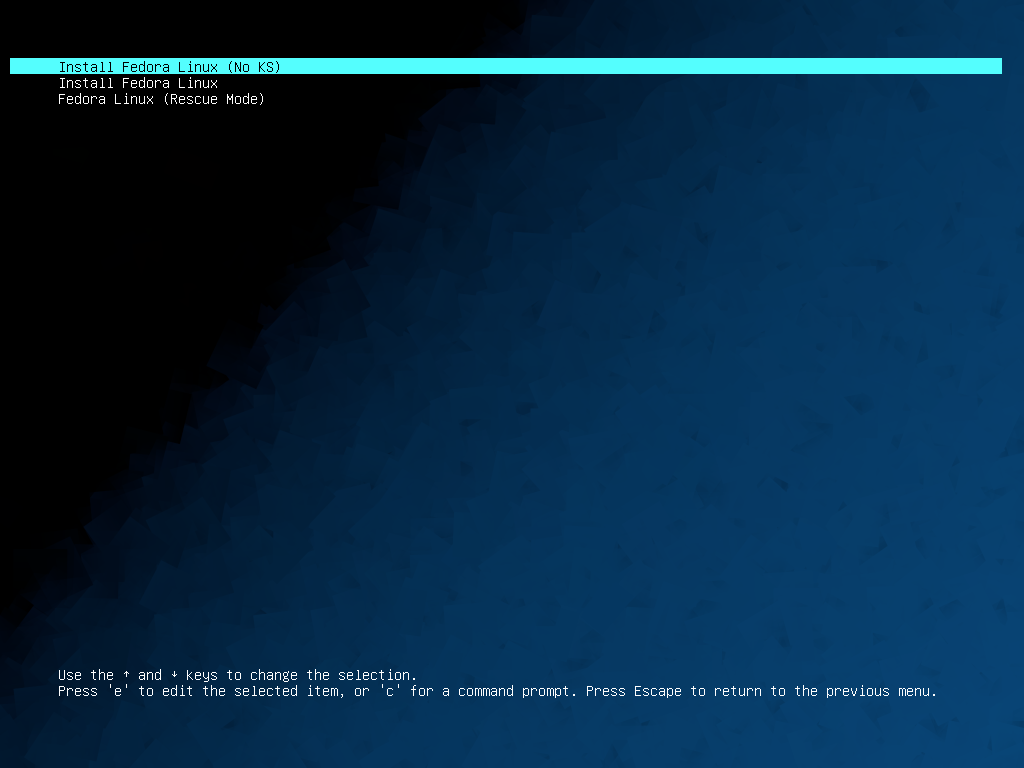 Install Fedora Linux (No KS)
Install Fedora Linux
Fedora Linux (Rescue Mode)
Use the ↑ and ↓ keys to change the selection.
Press 'e' to edit the selected item, or 'c' for a command prompt. Press Escape to return to the previous menu.